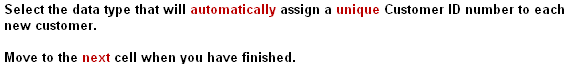 Select the data type that will automatically assign a unique Customer ID number to each
new customer.
Move to the next cell when you have finished.